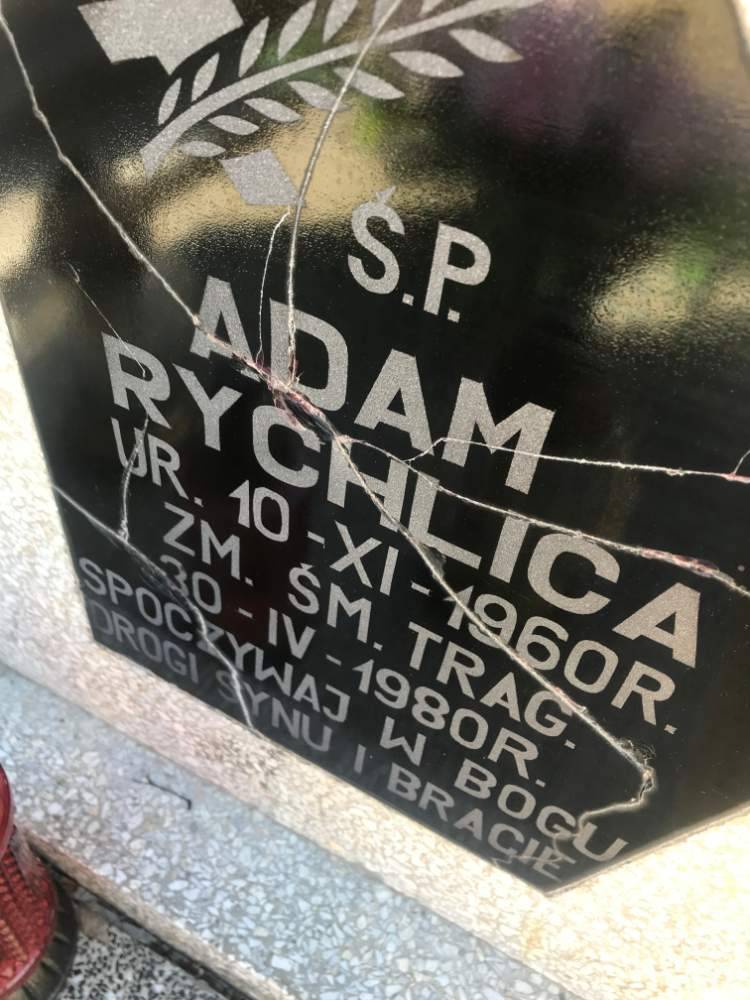 Ś.P.
ADAM
RYCHLICA
UR. 10-XI-1960R.
ZM. ŚM. TRAG.
30-IV-1980R.
SPOCZYWAJ W BOGU
DROGI SYNU I BRACIE